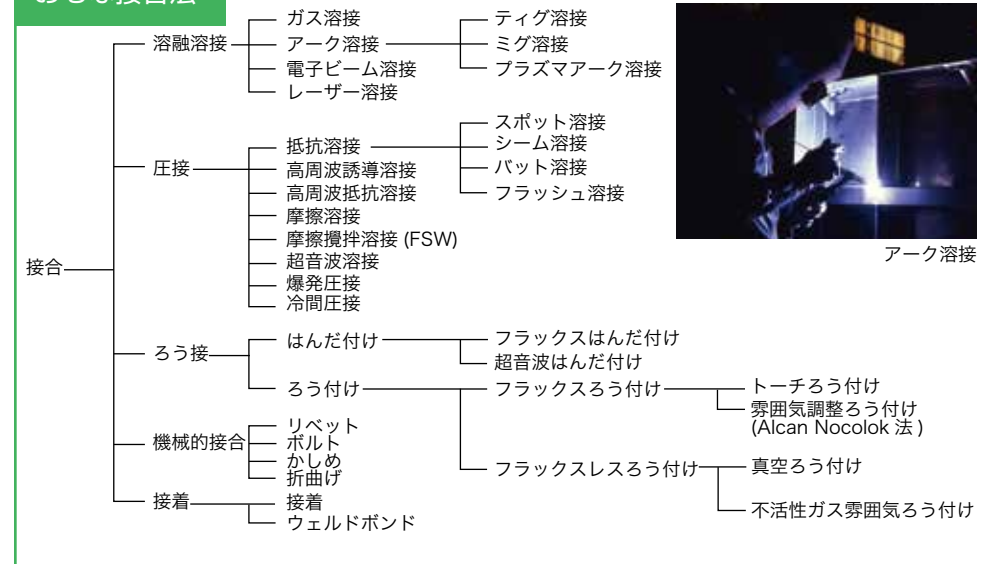 おもな接合法
接合
溶融溶接
ガス溶接
アーク溶接
ティグ溶接
ミグ溶接
プラズマアーク溶接
電子ビーム溶接
レーザー溶接
圧接
抵抗溶接
スポット溶接
シーム溶接
バット溶接
フラッシュ溶接
高周波誘導溶接
高周波抵抗溶接
摩擦溶接
摩擦攪拌溶接 (FSW)
超音波溶接
爆発圧接
冷間圧接
ろう接
はんだ付け
フラックスはんだ付け
超音波はんだ付け
ろう付け
フラックスろう付け
トーチろう付け
雰囲気調整ろう付け
(Alcan Nocolok 法 )
フラックスレスろう付け
真空ろう付け
不活性ガス雰囲気ろう付け
機械的接合
リベット
ボルト
かしめ
折曲げ
接着
接着
ウェルドボンド
アーク溶接